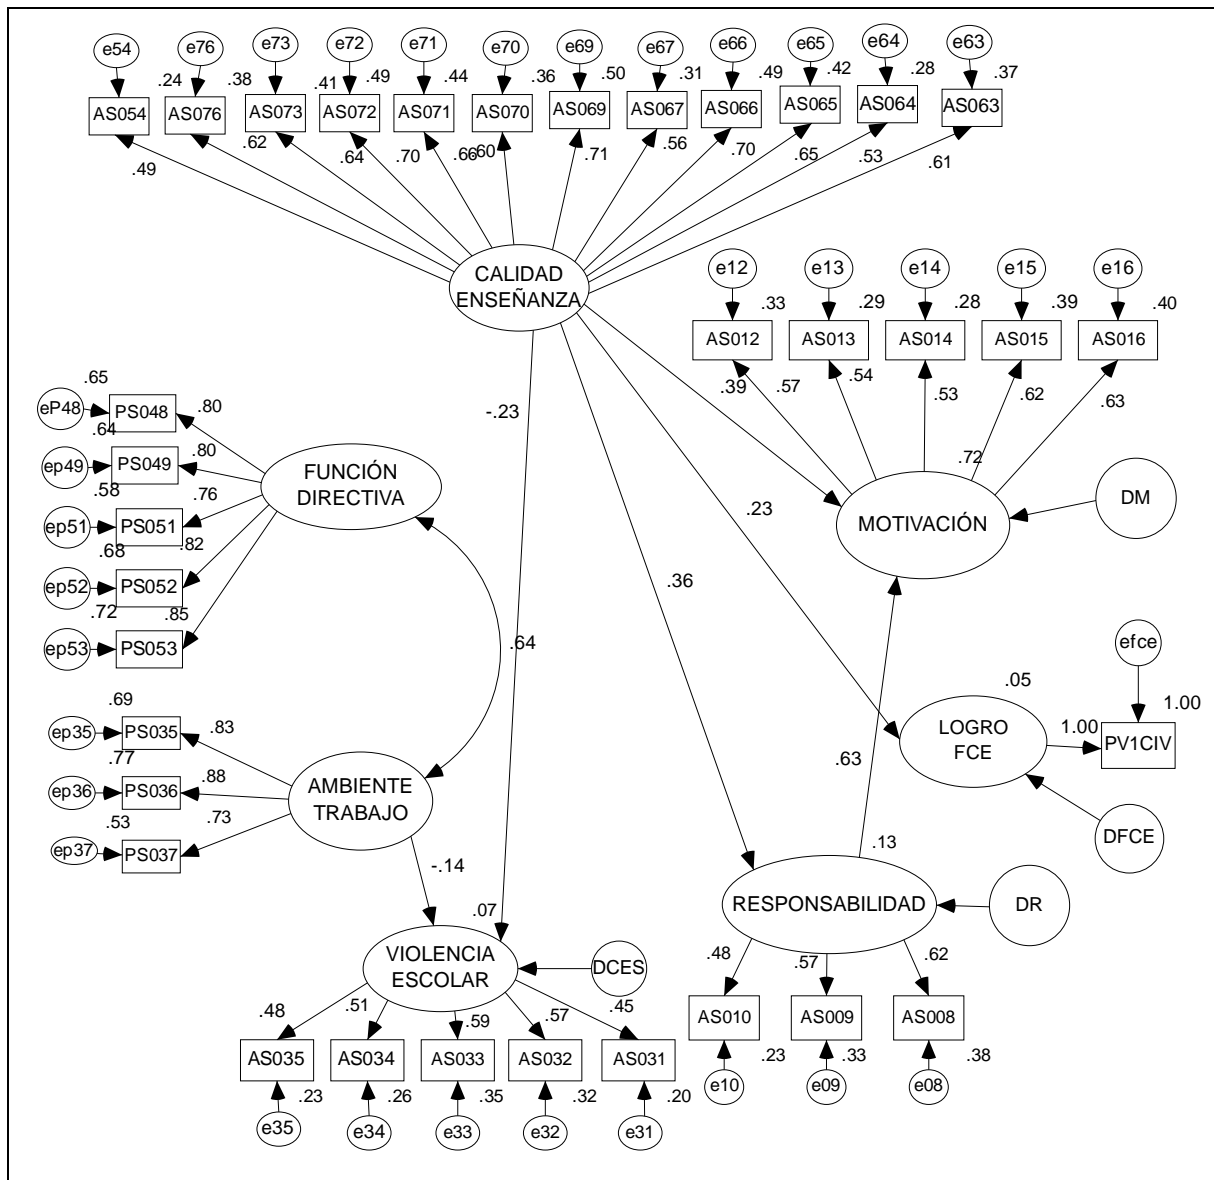 e54 e76 e73 e72 e71 e70 e69 e67 e66 e65 e64 e63
.24 .38 .41 .49 .44 .36 .50 .31 .49 .42 .28 .37
AS054 AS076 AS073 AS072 AS071 AS070 AS069 AS067 AS066 AS065 AS064 AS063
.49 .62 .64 .70 .66 .60 .71 .56 .70 .65 .53 .61
CALIDAD
ENSEÑANZA
e12 e13 e14 e15 e16
.33 .29 .28 .39 .40
AS012 AS013 AS014 AS015 AS016
.39 .57 .54 .53 .62 .63
-.23
.65
eP48 PS048 .80
.64
ep49 PS049 .80
.58
ep51 PS051 .76
.68
ep52 PS052 .82
.72
ep53 PS053 .85
FUNCIÓN
DIRECTIVA
.72
MOTIVACIÓN
DM
.23
.36
.64
.63
efce
.05
1.00
1.00
LOGRO
FCE
PV1CIV
DFCE
.69
ep35 PS035 .83
.77
ep36 PS036 .88
.53
ep37 PS037 .73
AMBIENTE
TRABAJO
-.14
.07
.13
RESPONSABILIDAD
DR
VIOLENCIA
ESCOLAR
DCES
.48 .57 .62
AS010 AS009 AS008
.23 .33 .38
e10 e09 e08
.48 .51 .59 .57 .45
AS035 AS034 AS033 AS032 AS031
.23 .26 .35 .32 .20
e35 e34 e33 e32 e31